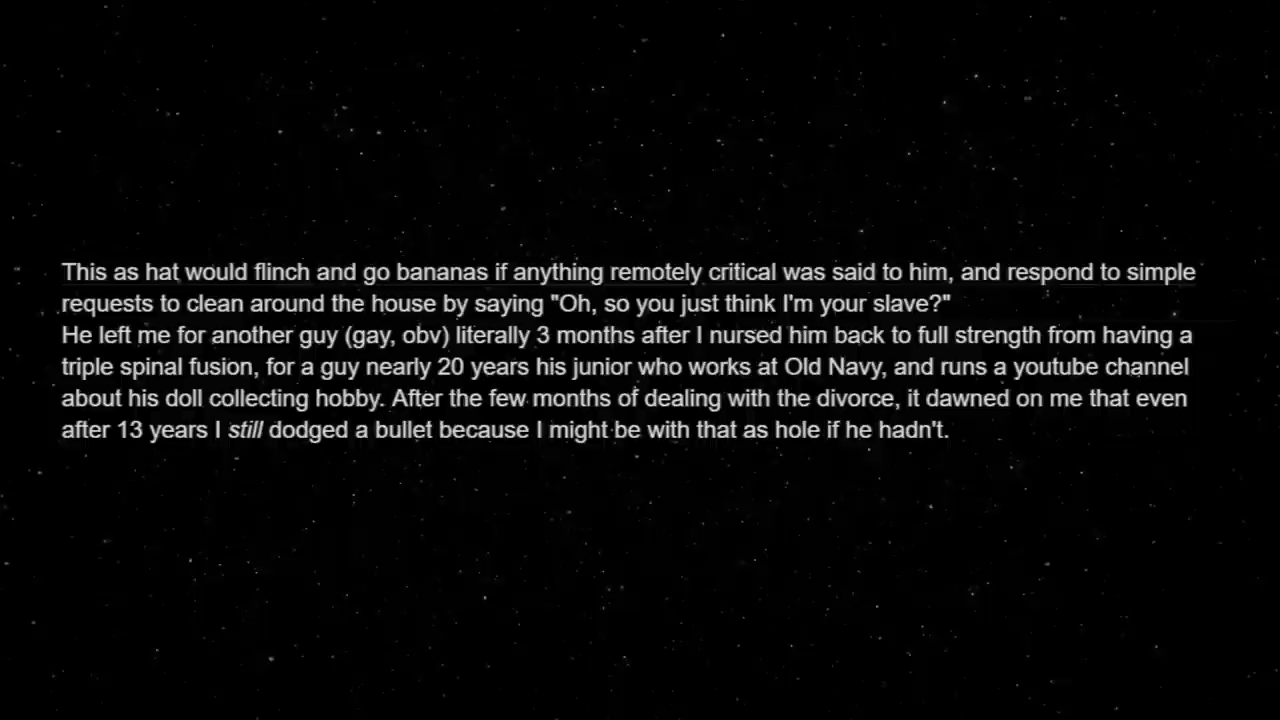 This as hat would flinch and go bananas if anything remotely critical was said to him, and respond to simple
requests to clean around the house by saying "Oh, so you just think I'm your slave?"
He left me for another guy (gay, obv) literally 3 months after I nursed him back to full strength from having a
triple spinal fusion, for a guy nearly 20 years his junior who works at Old Navy, and runs a youtube channel
about his doll collecting hobby. After the few months of dealing with the divorce, it dawned on me that even
after 13 years I still dodged a bullet because I might be with that as hole if he hadn't.